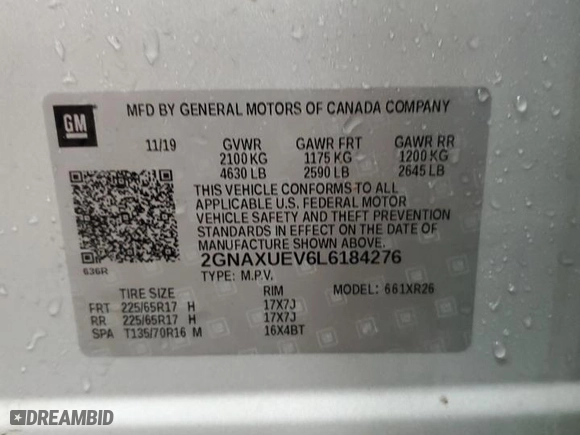 GM
MFD BY GENERAL MOTORS OF CANADA COMPANY
11/19 GVWR GAWR FRT GAWR RR
2100 KG 1175 KG 1200 KG
4630 LB 2590 LB 2645 LB
THIS VEHICLE CONFORMS TO ALL
APPLICABLE U.S. FEDERAL MOTOR
VEHICLE SAFETY AND THEFT PREVENTION
STANDARDS IN EFFECT ON THE DATE
OF MANUFACTURE SHOWN ABOVE.
636R 2GNAXUEV6L6184276
TYPE: M.P.V.
TIRE SIZE RIM MODEL: 661XR26
FRT 225/65R17 H 17X7J
RR 225/65R17 H 17X7J
SPA T135/70R16 M 16X4BT
DREAMBID